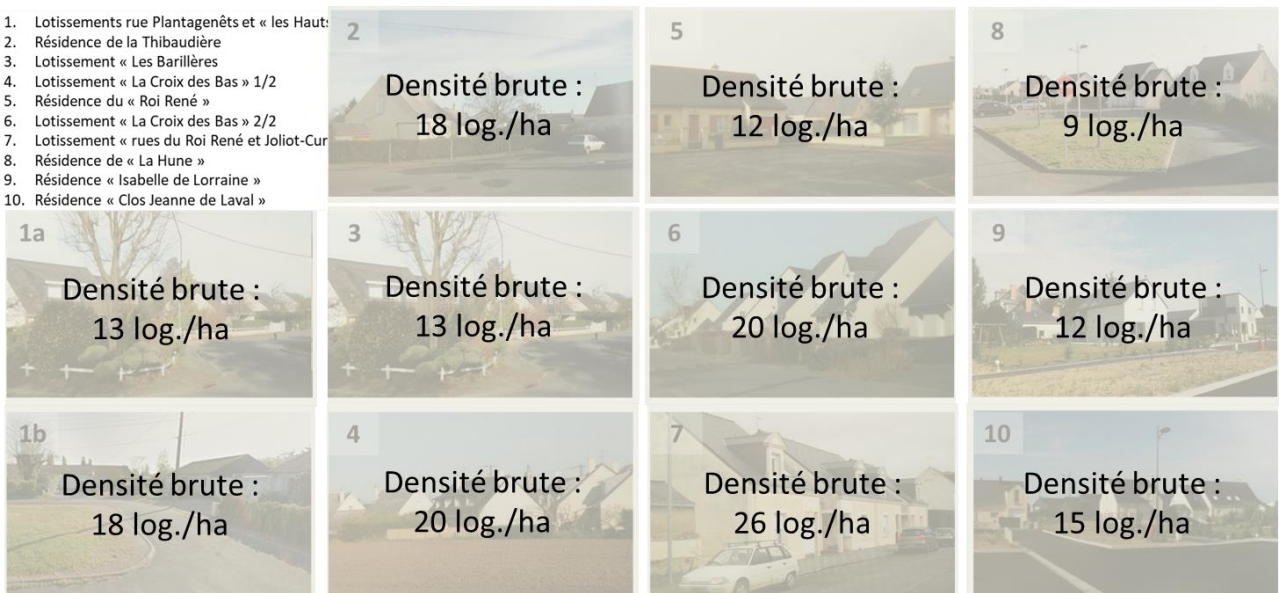 1. Lotissements rue Plantagenêts et « les Hauts
2. Résidence de la Thibaudière
3. Lotissement « Les Barillères
4. Lotissement « La Croix des Bas » 1/2
5. Résidence du « Roi René »
6. Lotissement « La Croix des Bas » 2/2
7. Lotissement « rues du Roi René et Joliot-Cur
8. Résidence de « La Hune »
9. Résidence « Isabelle de Lorraine »
10. Résidence « Clos Jeanne de Laval »
2
Densité brute :
18 log./ha
5
Densité brute :
12 log./ha
8
Densité brute :
9 log./ha
1a
Densité brute :
13 log./ha
3
Densité brute :
13 log./ha
6
Densité brute :
20 log./ha
9
Densité brute :
12 log./ha
1b
Densité brute :
18 log./ha
4
Densité brute :
20 log./ha
7
Densité brute :
26 log./ha
10
Densité brute :
15 log./ha